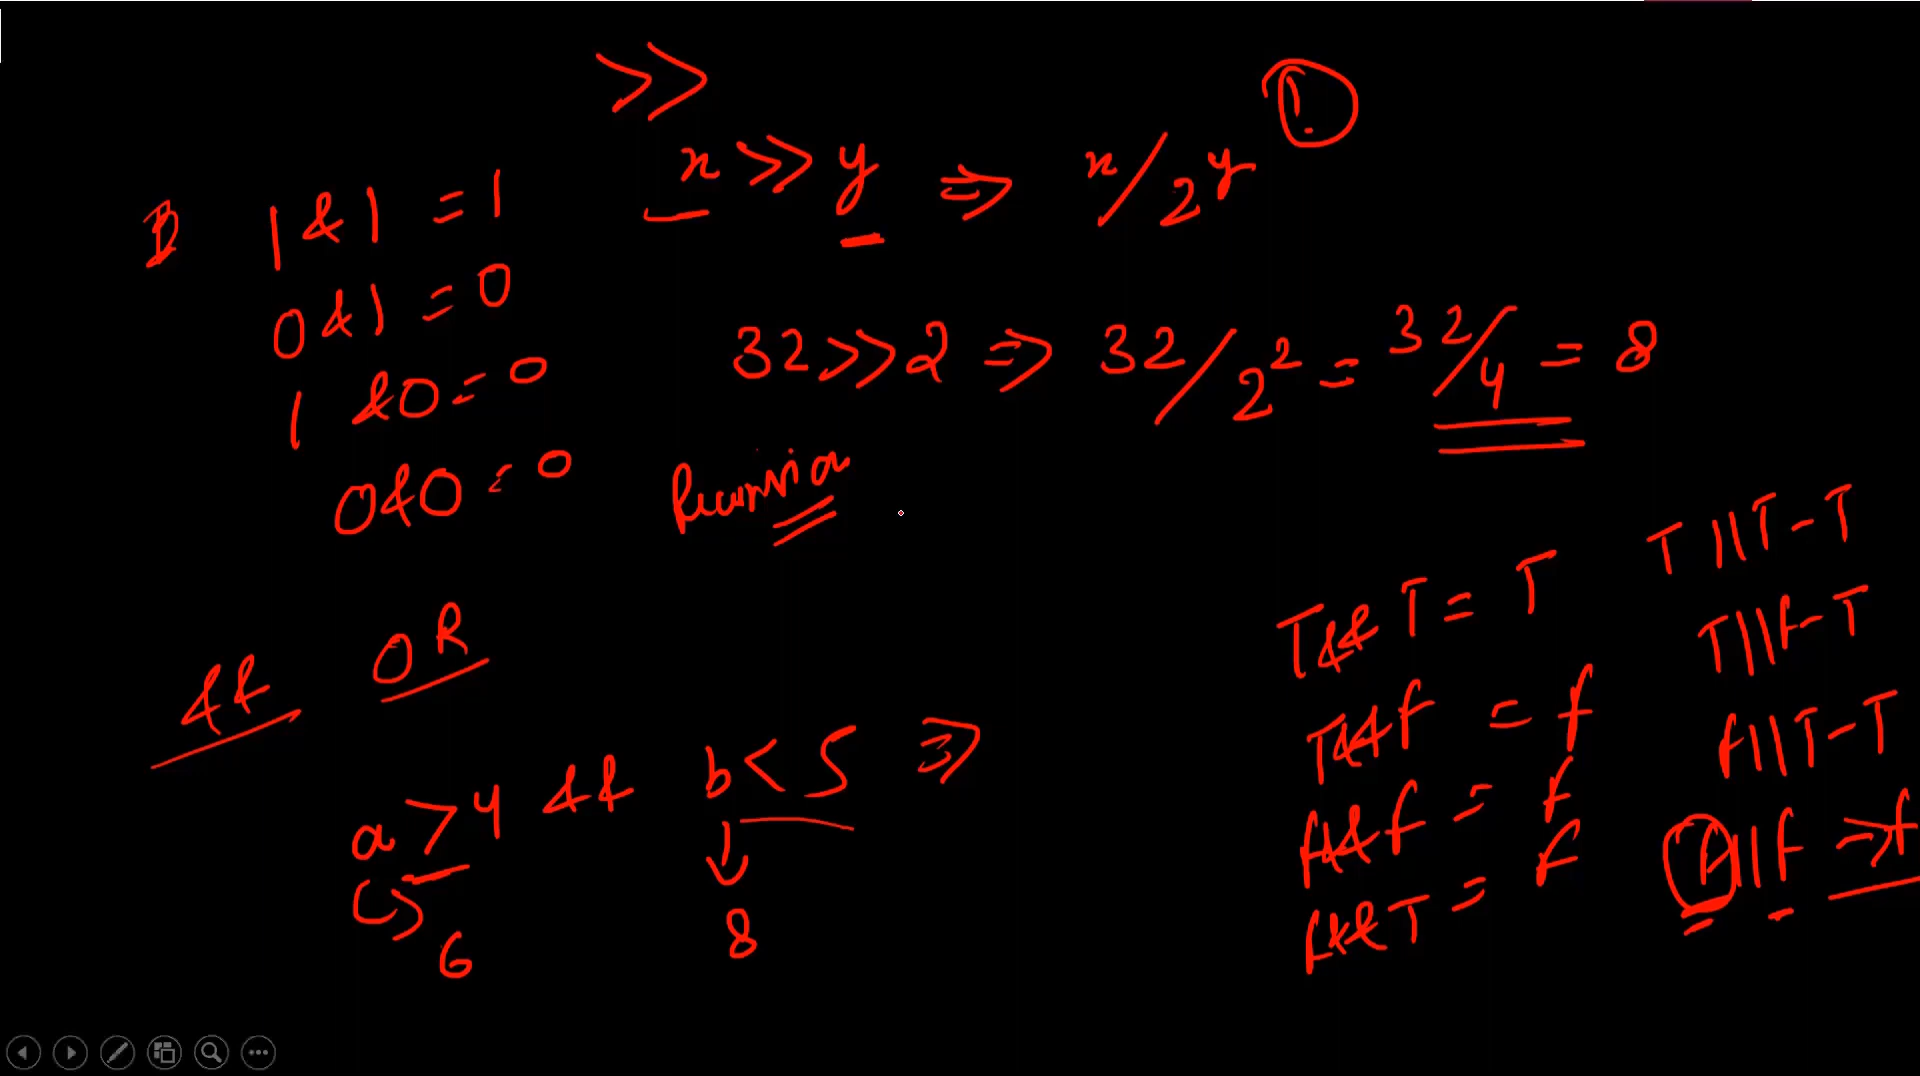 >>
x >> y => x/2^y !
B 1 & 1 = 1
0 & 1 = 0
1 & 0 = 0
0 & 0 = 0
32 >> 2 => 32/2^2 = 32/4 = 8
Recursion
&& OR
a > 4 && b < 5 =>
6 8
T && T = T
T && f = f
f && f = f
f && T = f
T || T - T
T || f - T
f || T - T
f || f => f